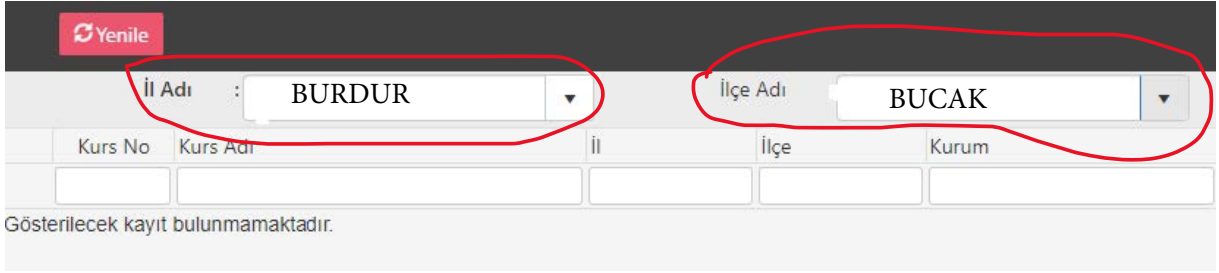 Yenile
İl Adı : BURDUR İlçe Adı BUCAK
Kurs No Kurs Adı İl İlçe Kurum
Gösterilecek kayıt bulunmamaktadır.